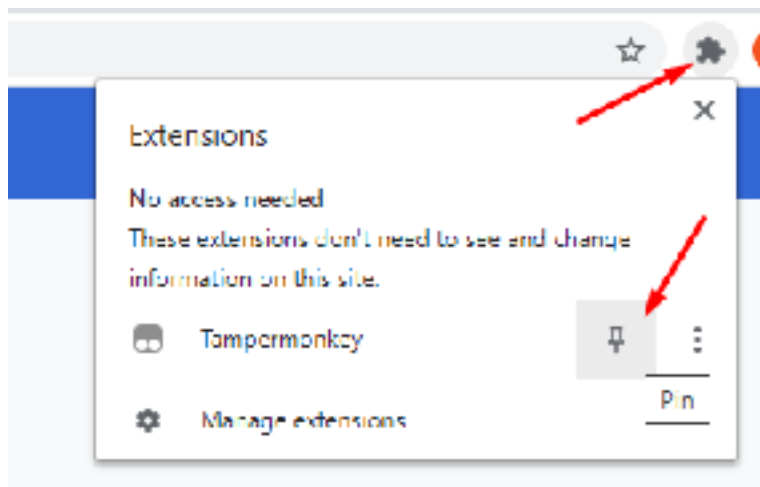 Extensions
No access needed
These extensions don't need to see and change
information on this site.
Tampermonkey
Pin
Manage extensions